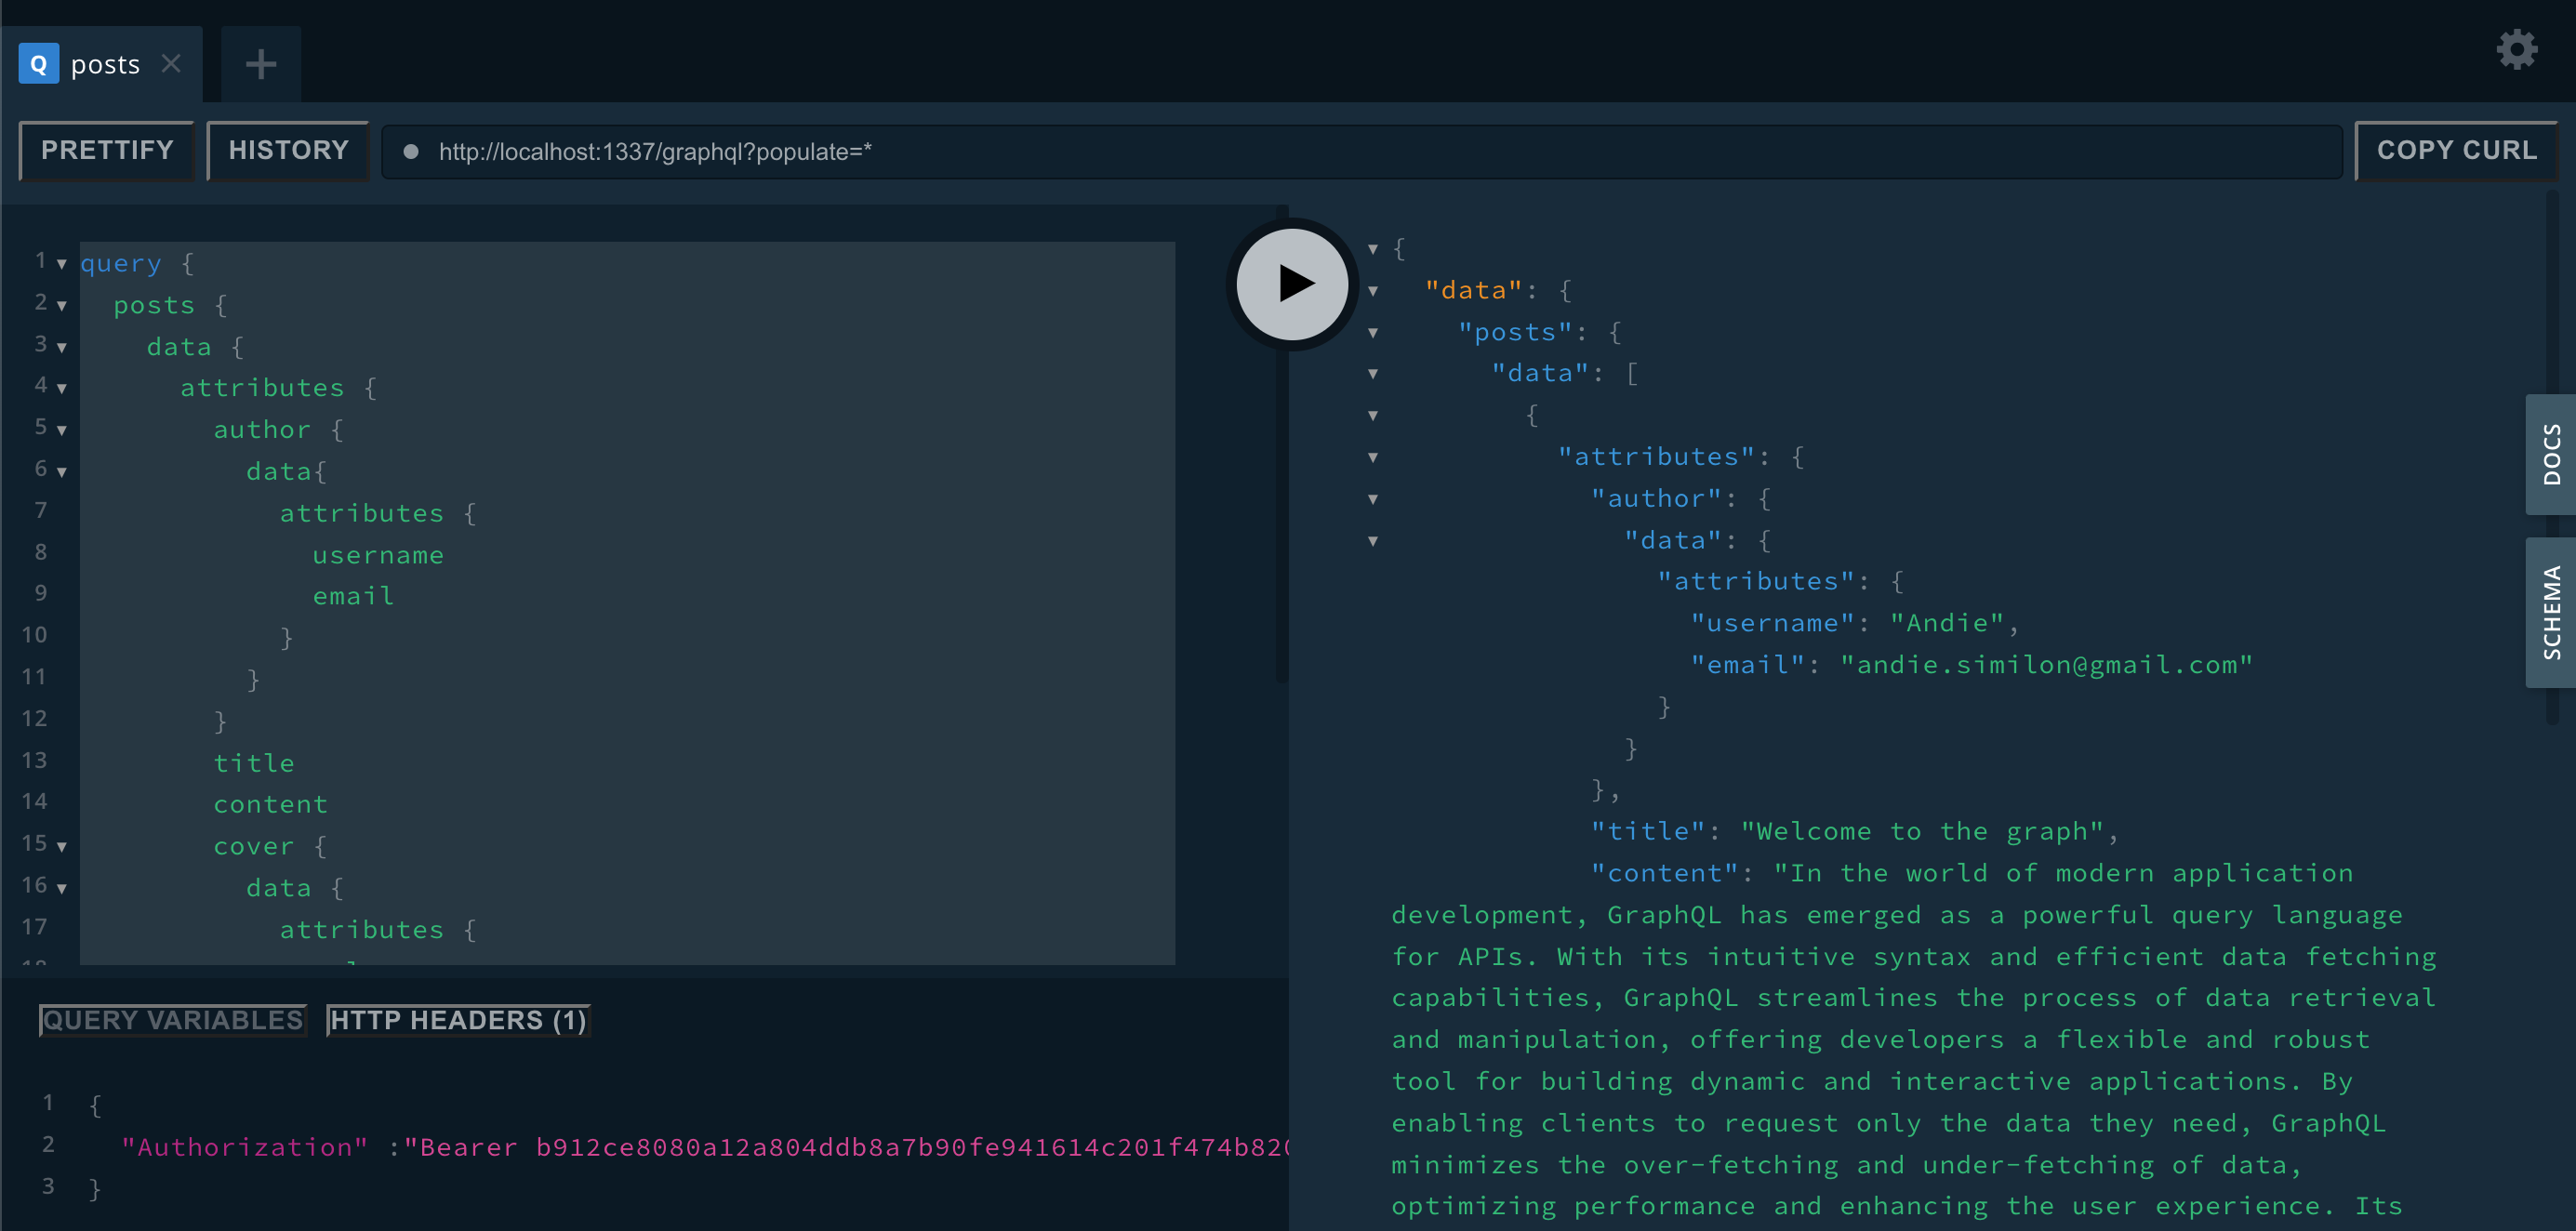 Q posts
PRETTIFY HISTORY http://localhost:1337/graphql?populate=* COPY CURL
1 query {
2 posts {
3 data {
4 attributes {
5 author {
6 data{
7 attributes {
8 username
9 email
10 }
11 }
12 }
13 title
14 content
15 cover {
16 data {
17 attributes {
QUERY VARIABLES HTTP HEADERS (1)
1 {
2 "Authorization" :"Bearer b912ce8080a12a804ddb8a7b90fe941614c201f474b820
3 }
{
"data": {
"posts": {
"data": [
{
"attributes": {
"author": {
"data": {
"attributes": {
"username": "Andie",
"email": "andie.similon@gmail.com"
}
}
},
"title": "Welcome to the graph",
"content": "In the world of modern application
development, GraphQL has emerged as a powerful query language
for APIs. With its intuitive syntax and efficient data fetching
capabilities, GraphQL streamlines the process of data retrieval
and manipulation, offering developers a flexible and robust
tool for building dynamic and interactive applications. By
enabling clients to request only the data they need, GraphQL
minimizes the over-fetching and under-fetching of data,
optimizing performance and enhancing the user experience. Its
DOCS
SCHEMA